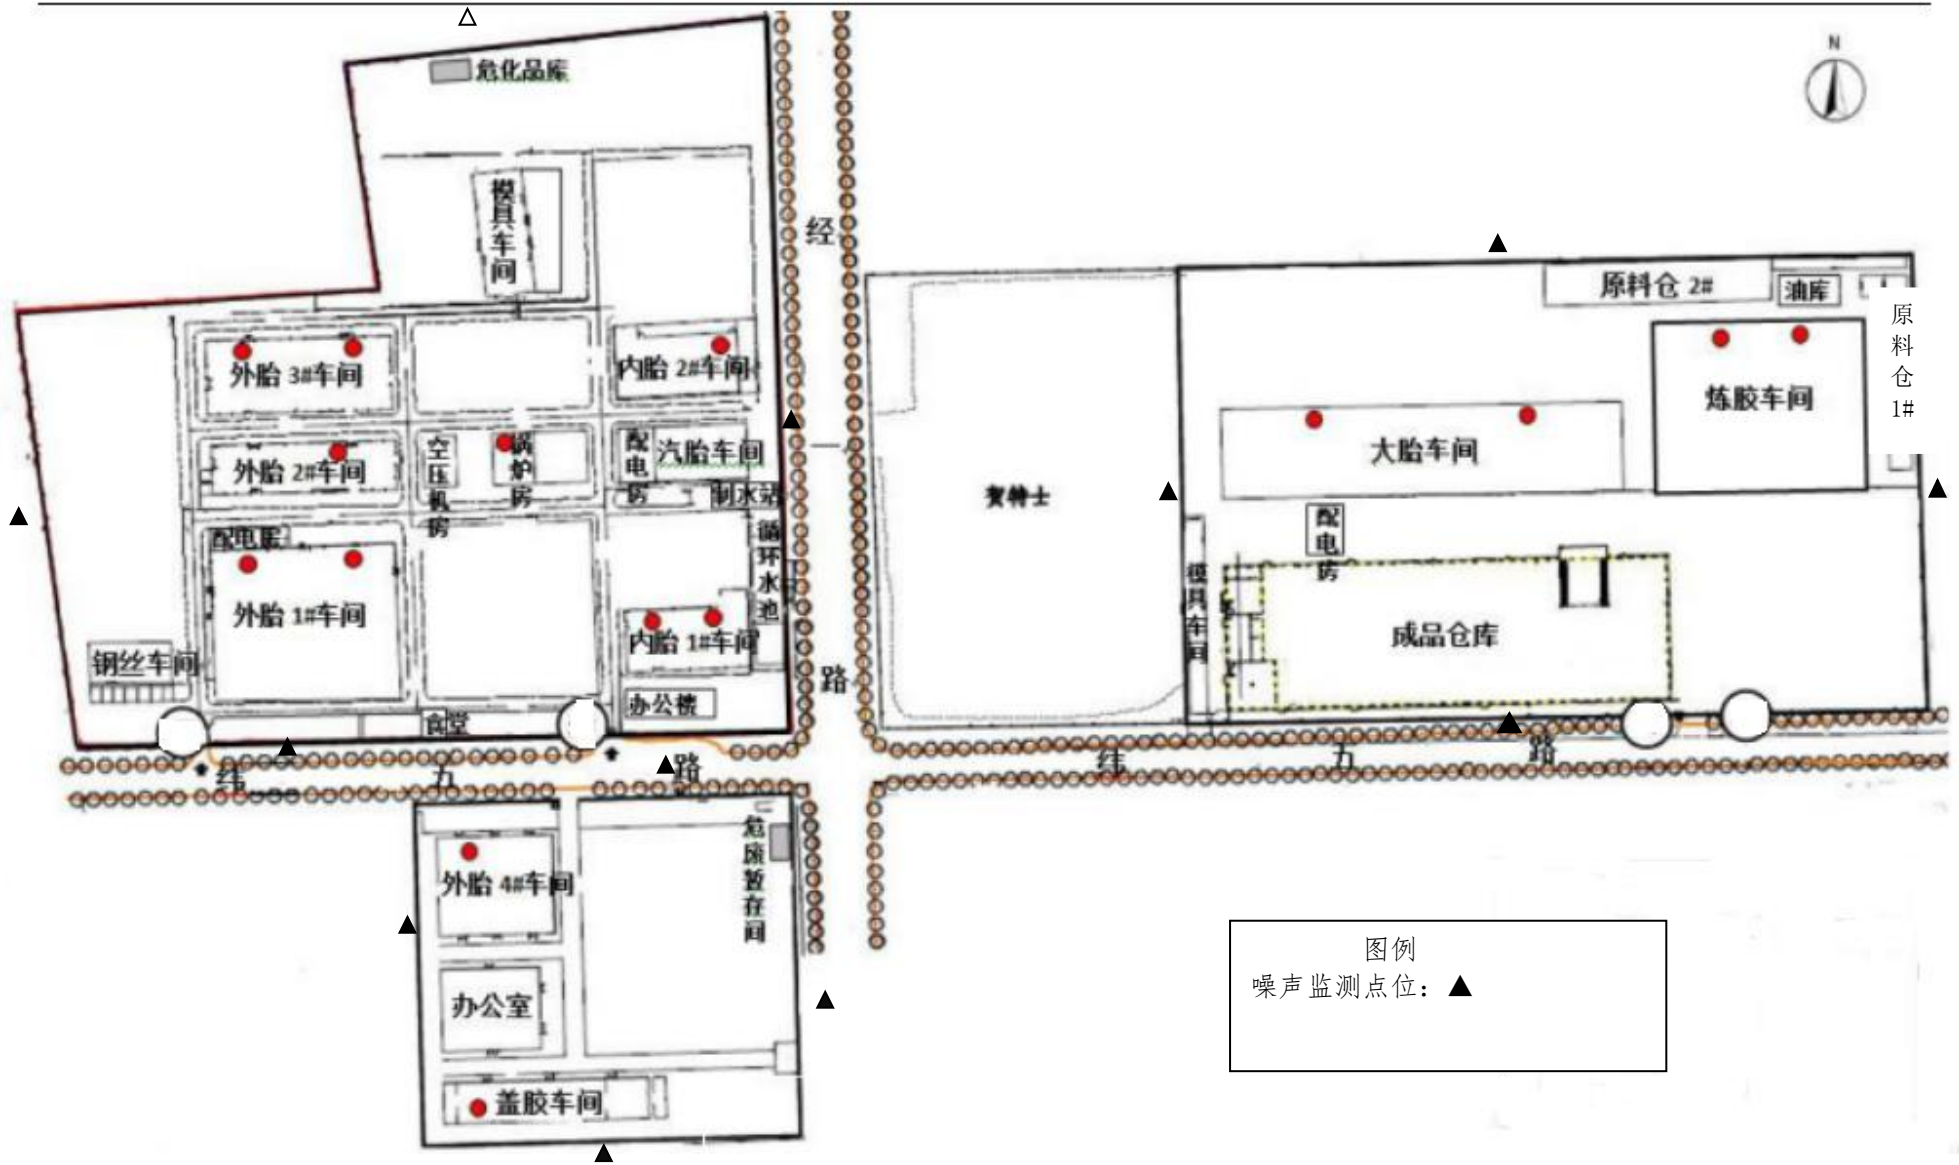 N
危化品库
模具车间
经
一
路
原料仓 2#
油库
原料仓1#
外胎 3#车间
内胎 2#车间
炼胶车间
外胎 2#车间
空压机房
锅炉房
配电房
汽胎车间
制水站
大胎车间
贺特士
循环水池
配电房
外胎 1#车间
内胎 1#车间
钢丝车间
办公楼
食堂
配电房
模具车间
成品仓库
纬 五 路
纬 五 路
外胎 4#车间
危废暂存间
办公室
盖胶车间
图例
噪声监测点位：▲